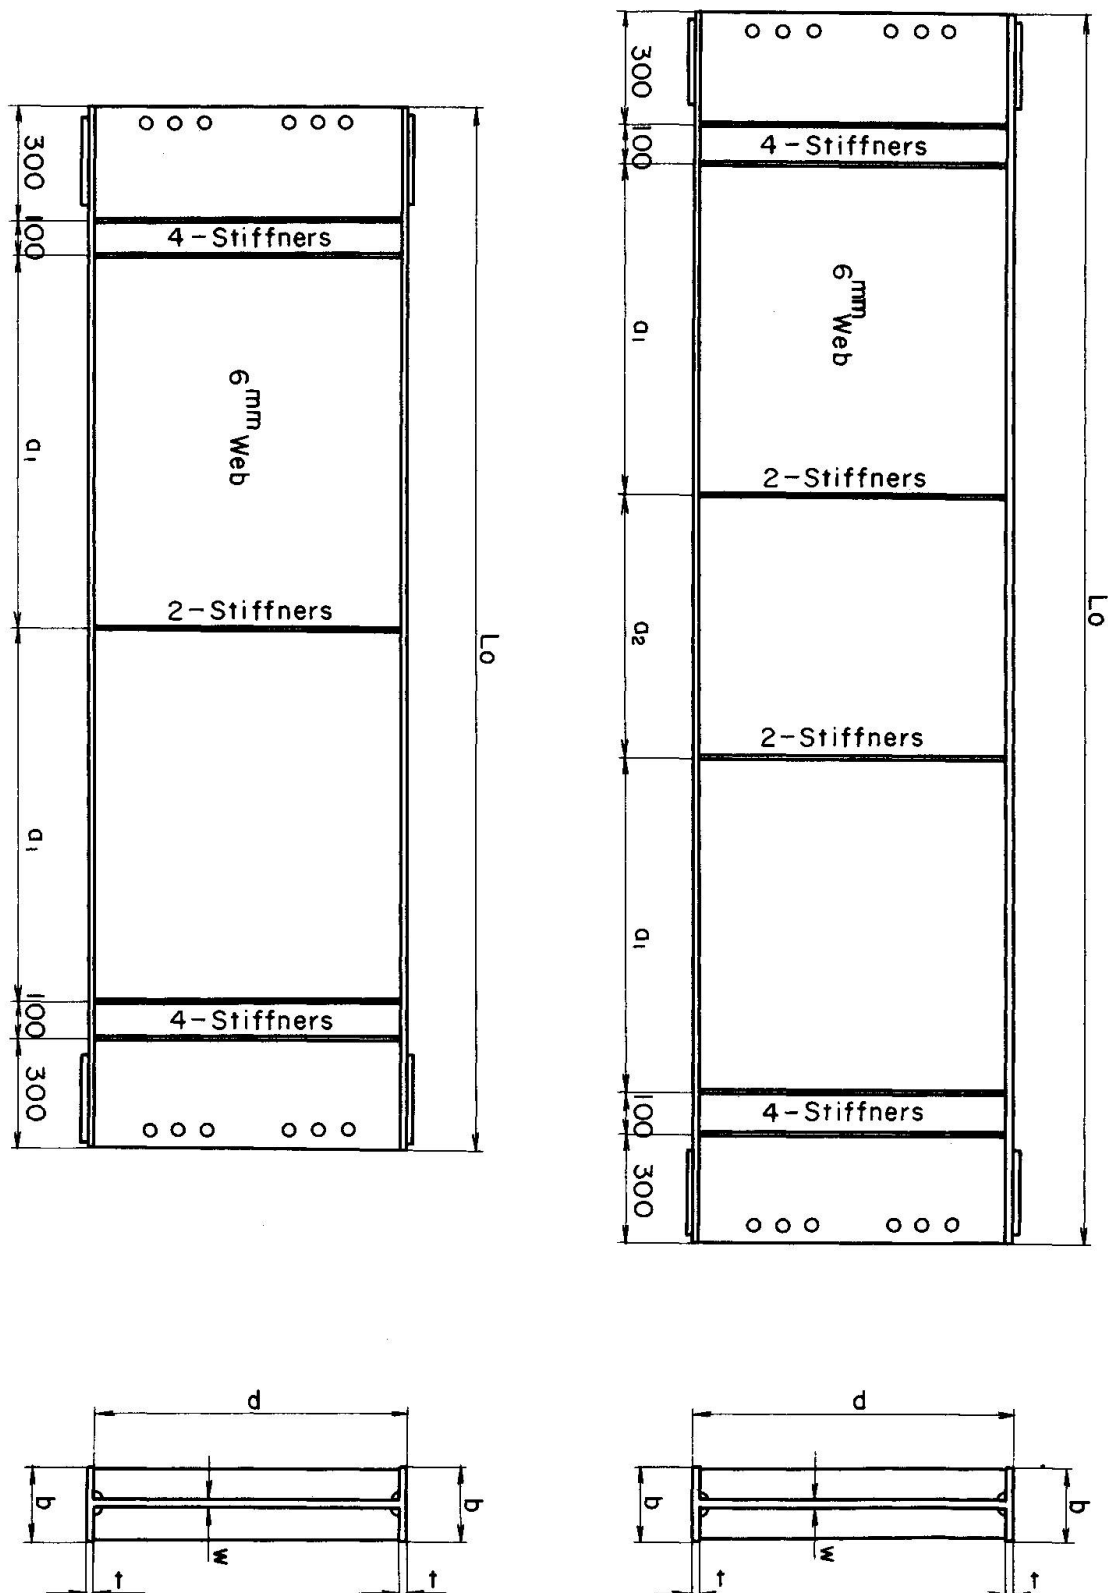 300
100
4-Stiffners
6mm Web
a1
2-Stiffners
a1
Lo
100
4-Stiffners
300
d
b
b
w
t
t
300
100
4-Stiffners
6mm Web
a1
2-Stiffners
a2
Lo
2-Stiffners
a1
100
4-Stiffners
300
d
b
b
w
t
t